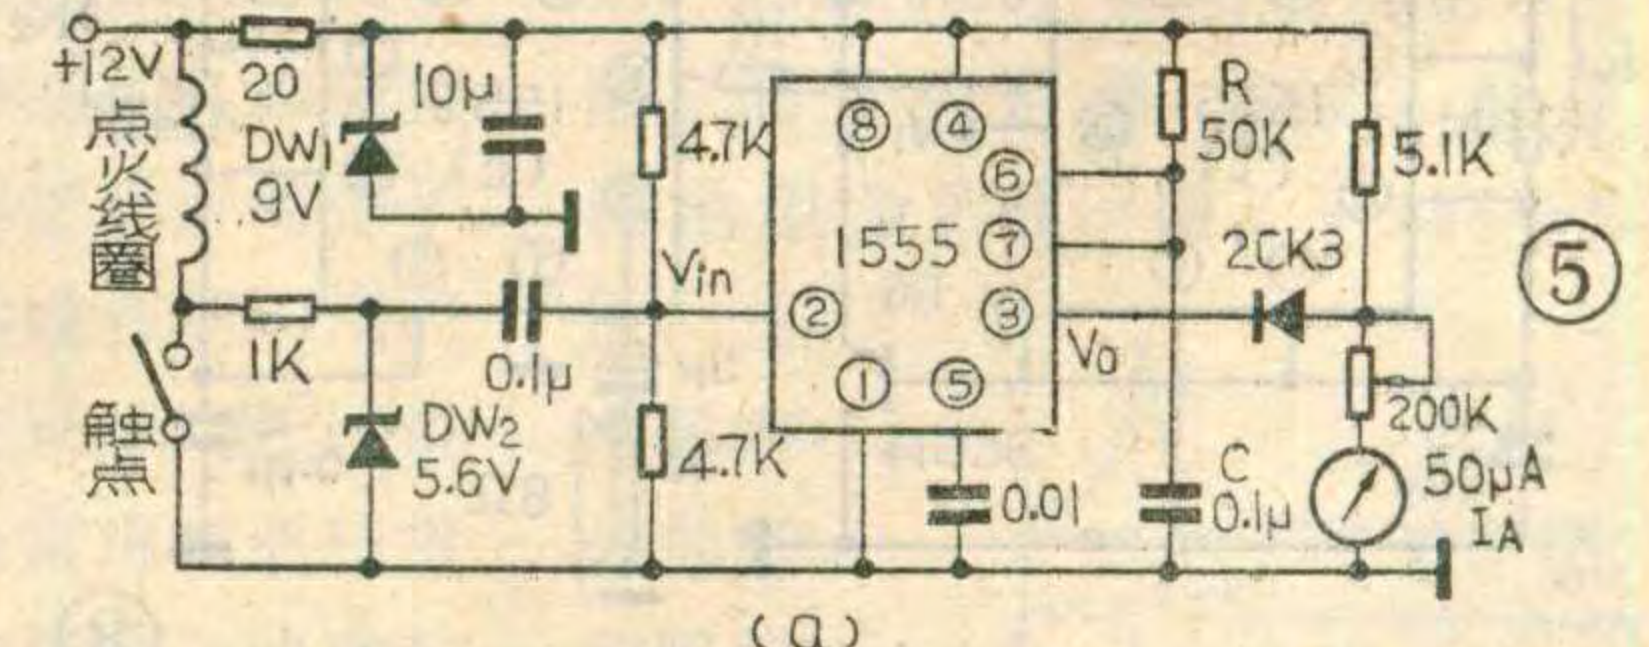 +12V
20
点火线圈
DW1
9V
10μ
4.7K
⑧
④
⑥
1555
⑦
②
③
①
⑤
R
50K
5.1K
2CK3
⑤
Vin
1K
0.1μ
触点
DW2
5.6V
4.7K
0.01
Vo
C
0.1μ
200K
50μA
IA
(a)